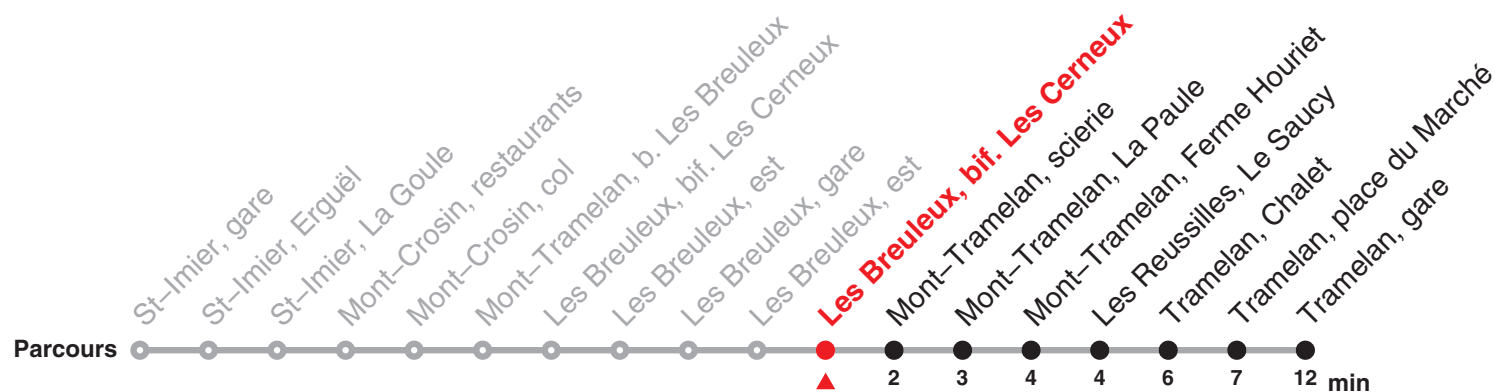 St–Imier, gare
St–Imier, Erguël
St–Imier, La Goule
Mont–Crosin, restaurants
Mont–Crosin, col
Mont–Tramelan, b. Les Breuleux
Les Breuleux, bif. Les Cerneux
Les Breuleux, est
Les Breuleux, gare
Les Breuleux, est
Les Breuleux, bif. Les Cerneux
Mont–Tramelan, scierie
Mont–Tramelan, La Paule
Mont–Tramelan, Ferme Houriet
Les Reussilles, Le Saucy
Tramelan, Chalet
Tramelan, place du Marché
Tramelan, gare
Parcours
2 3 4 4 6 7 12 min